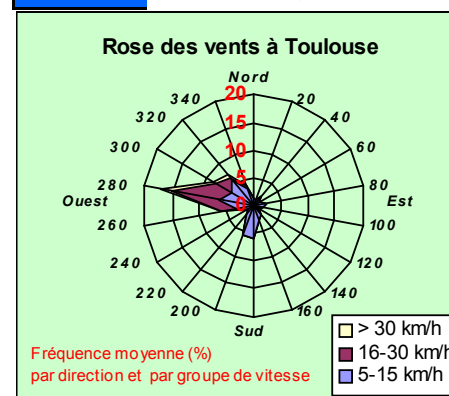 Rose des vents à Toulouse
Nord
20
340
20
320
15
40
300
10
60
5
280
80
Ouest
0
Est
260
100
240
120
220
140
200
160
Sud
> 30 km/h
16-30 km/h
5-15 km/h
Fréquence moyenne (%)
par direction et par groupe de vitesse